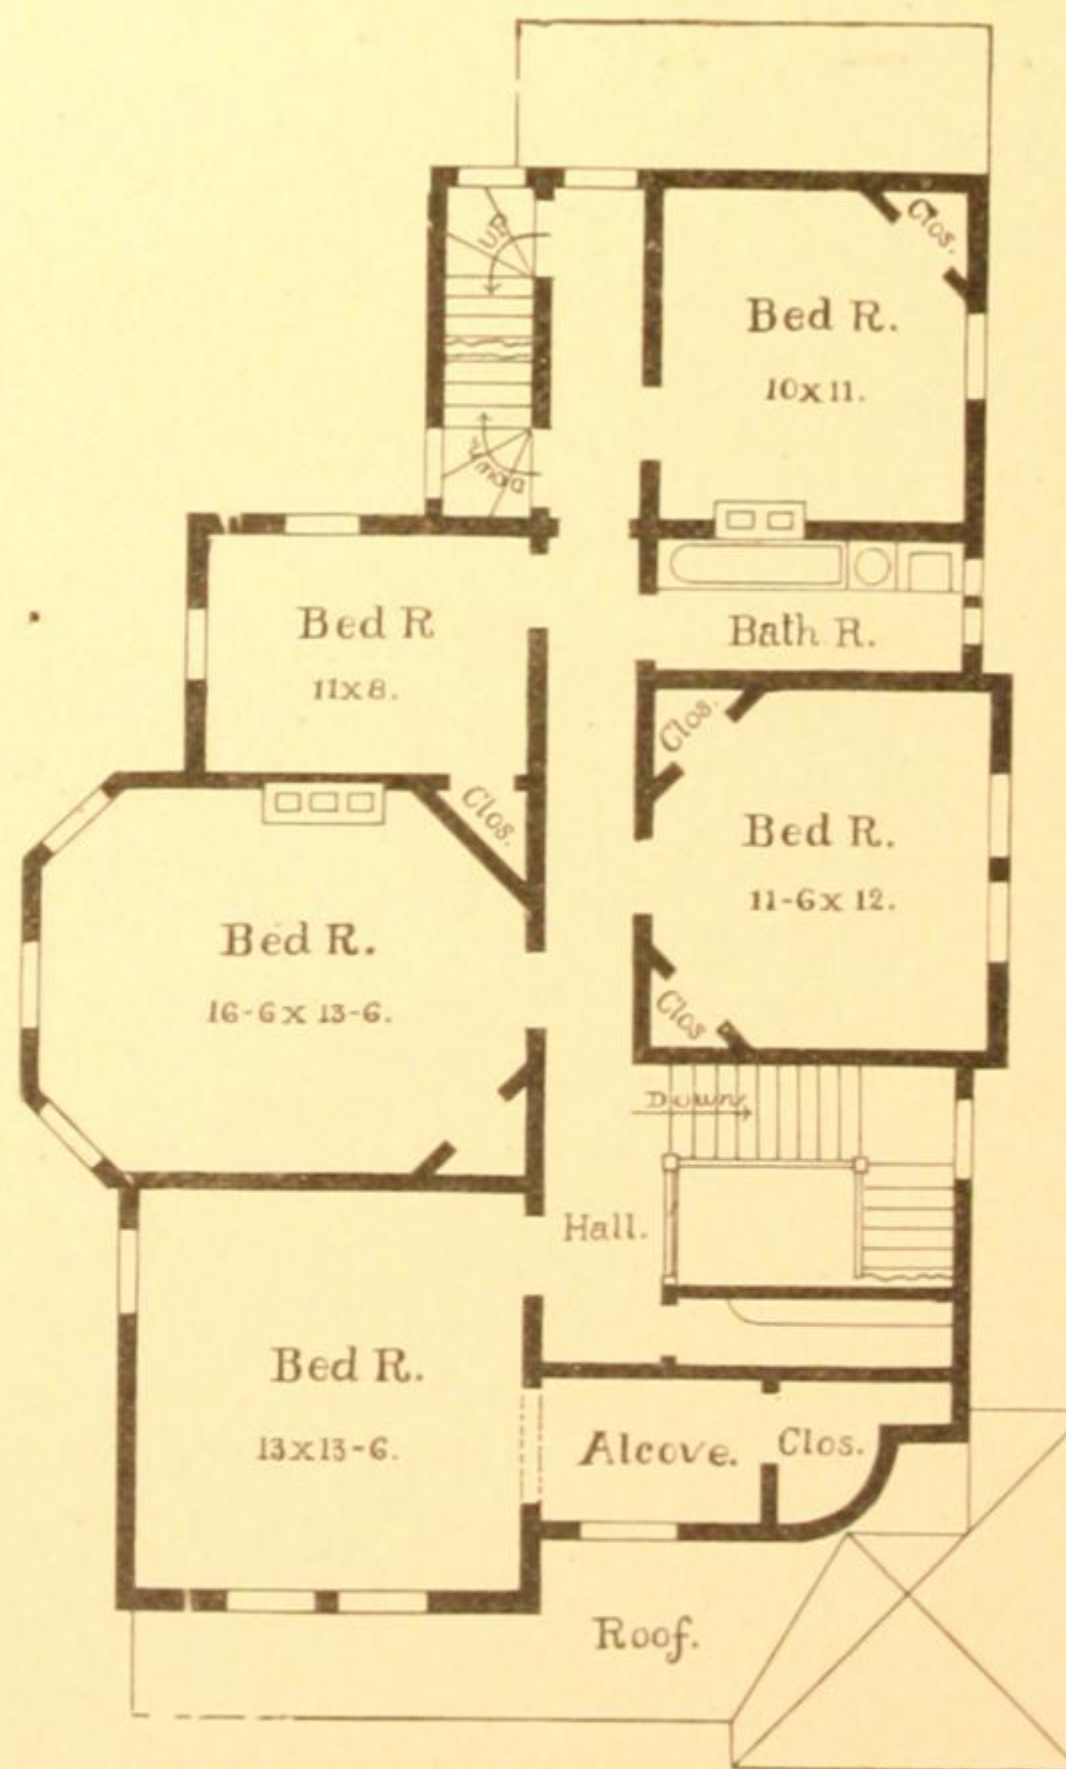 UP
Clos.
Bed R.
10x11.
Down
Bed R
11x8.
Bath R.
Clos.
Clos.
Bed R.
11-6x12.
Bed R.
16-6x13-6.
Clos
Down
Hall.
Bed R.
13x13-6.
Alcove.
Clos.
Roof.